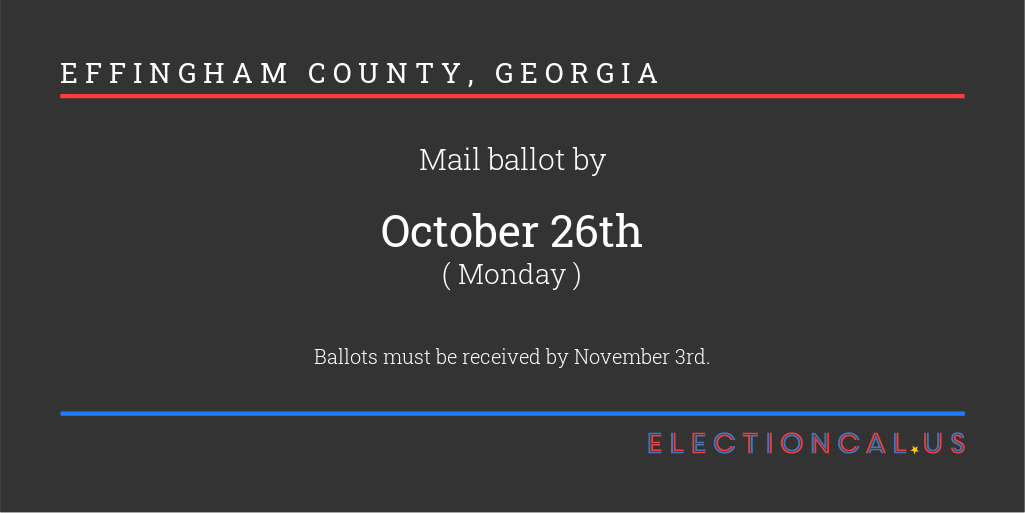 EFFINGHAM COUNTY, GEORGIA
Mail ballot by
October 26th
( Monday )
Ballots must be received by November 3rd.
ELECTIONCAL.US